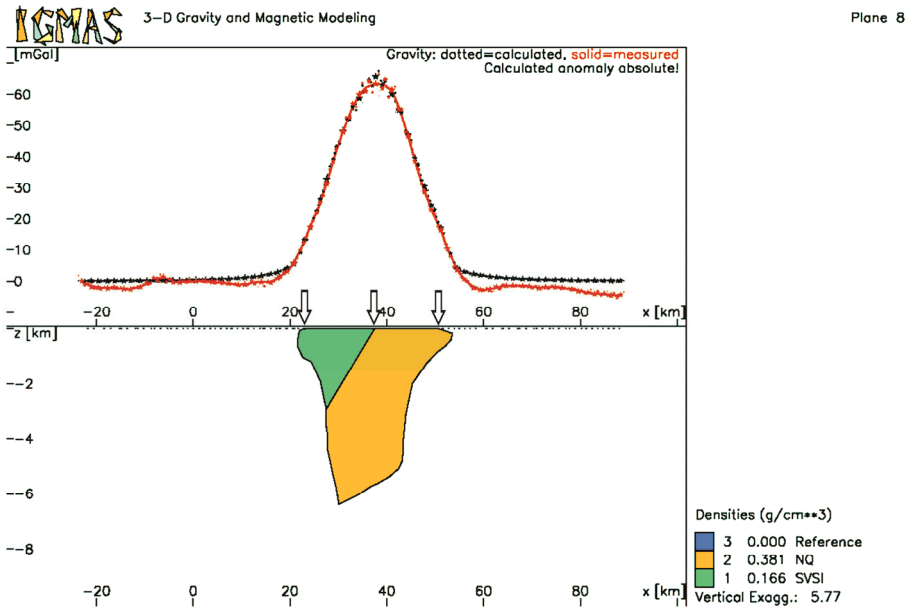 IGMAS 3-D Gravity and Magnetic Modeling Plane 8
[mGal] Gravity: dotted=calculated, solid=measured
Calculated anomaly absolute!
-60
-50
-40
-30
-20
-10
-0
-20 0 20 40 60 80 x [km]
z [km]
-2
-4
-6
-8
-20 0 20 40 60 80 x [km]
Densities (g/cm**3)
3 0.000 Reference
2 0.381 NQ
1 0.166 SVSI
Vertical Exagg.: 5.77